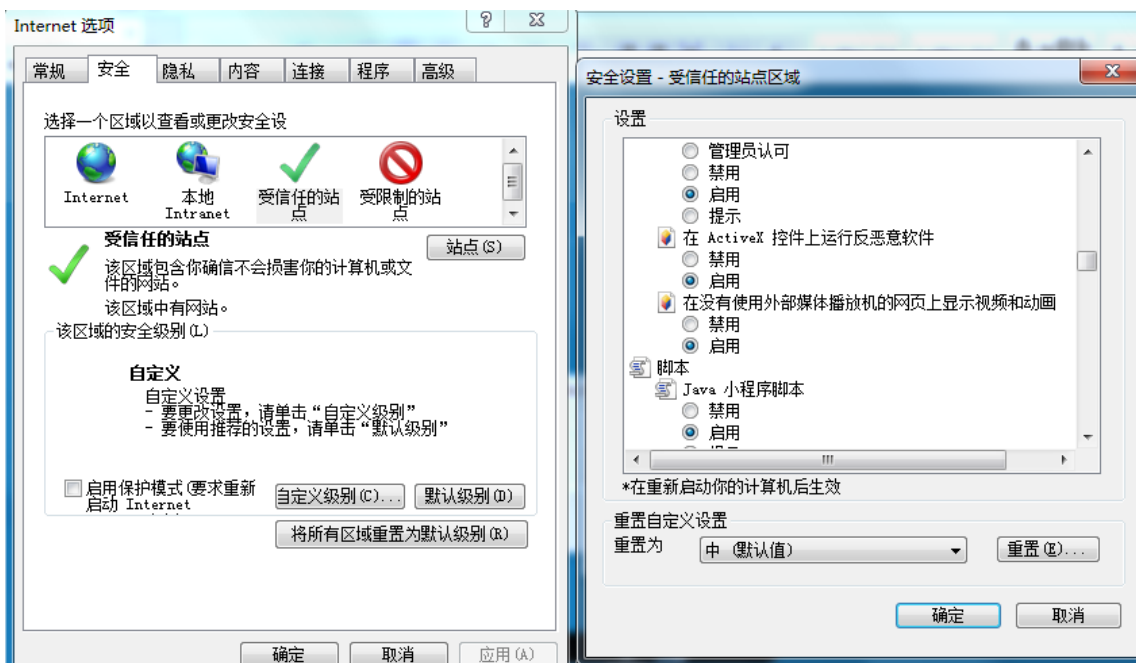 Internet 选项
常规 安全 隐私 内容 连接 程序 高级
选择一个区域以查看或更改安全设
Internet
本地
Intranet
受信任的站
点
受限制的站
点
受信任的站点
站点(S)
该区域包含你确信不会损害你的计算机或文
件的网站。
该区域中有网站。
该区域的安全级别(L)
自定义
自定义设置
- 要更改设置，请单击“自定义级别”
- 要使用推荐的设置，请单击“默认级别”
启用保护模式(要求重新
启动 Internet
自定义级别(C)... 默认级别(D)
将所有区域重置为默认级别(R)
确定 取消 应用(A)
安全设置 - 受信任的站点区域
设置
管理员认可
禁用
启用
提示
在 ActiveX 控件上运行反恶意软件
禁用
启用
在没有使用外部媒体播放机的网页上显示视频和动画
禁用
启用
脚本
Java 小程序脚本
禁用
启用
*在重新启动你的计算机后生效
重置自定义设置
重置为 中 (默认值) 重置(E)...
确定 取消